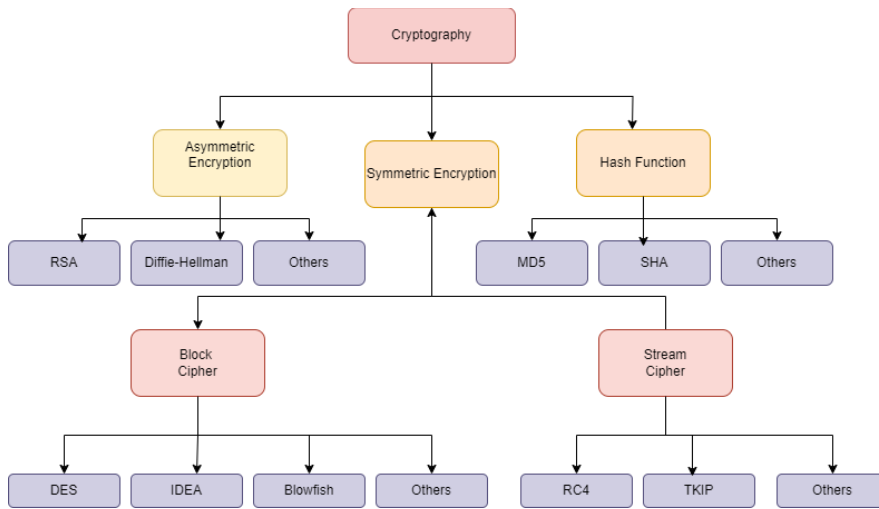 Cryptography
Asymmetric
Encryption
Symmetric Encryption
Hash Function
RSA
Diffie-Hellman
Others
MD5
SHA
Others
Block
Cipher
Stream
Cipher
DES
IDEA
Blowfish
Others
RC4
TKIP
Others